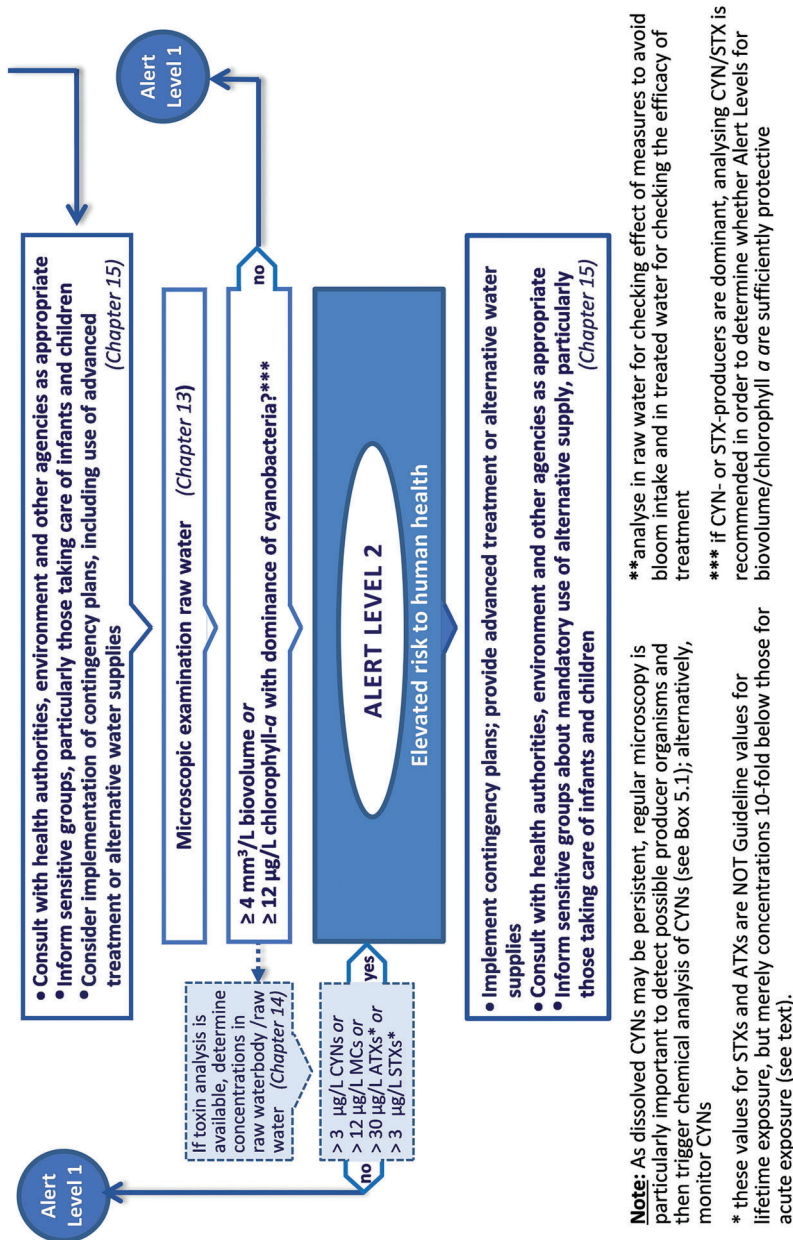 • Consult with health authorities, environment and other agencies as appropriate
• Inform sensitive groups, particularly those taking care of infants and children
• Consider implementation of contingency plans, including use of advanced
treatment or alternative water supplies
(Chapter 15)
Microscopic examination raw water (Chapter 13)
≥ 4 mm³/L biovolume or
≥ 12 µg/L chlorophyll-a with dominance of cyanobacteria?***
no
Alert
Level 1
If toxin analysis is
available, determine
concentrations in
raw waterbody /raw
water (Chapter 14)
> 3 µg/L CYNs or
> 12 µg/L MCs or
> 30 µg/L ATXs* or
> 3 µg/L STXs*
no
yes
Alert
Level 1
ALERT LEVEL 2
Elevated risk to human health
• Implement contingency plans; provide advanced treatment or alternative water
supplies
• Consult with health authorities, environment and other agencies as appropriate
• Inform sensitive groups about mandatory use of alternative supply, particularly
those taking care of infants and children
(Chapter 15)
Note: As dissolved CYNs may be persistent, regular microscopy is
particularly important to detect possible producer organisms and
then trigger chemical analysis of CYNs (see Box 5.1); alternatively,
monitor CYNs
* these values for STXs and ATXs are NOT Guideline values for
lifetime exposure, but merely concentrations 10-fold below those for
acute exposure (see text).
**analyse in raw water for checking effect of measures to avoid
bloom intake and in treated water for checking the efficacy of
treatment
*** if CYN- or STX-producers are dominant, analysing CYN/STX is
recommended in order to determine whether Alert Levels for
biovolume/chlorophyll a are sufficiently protective